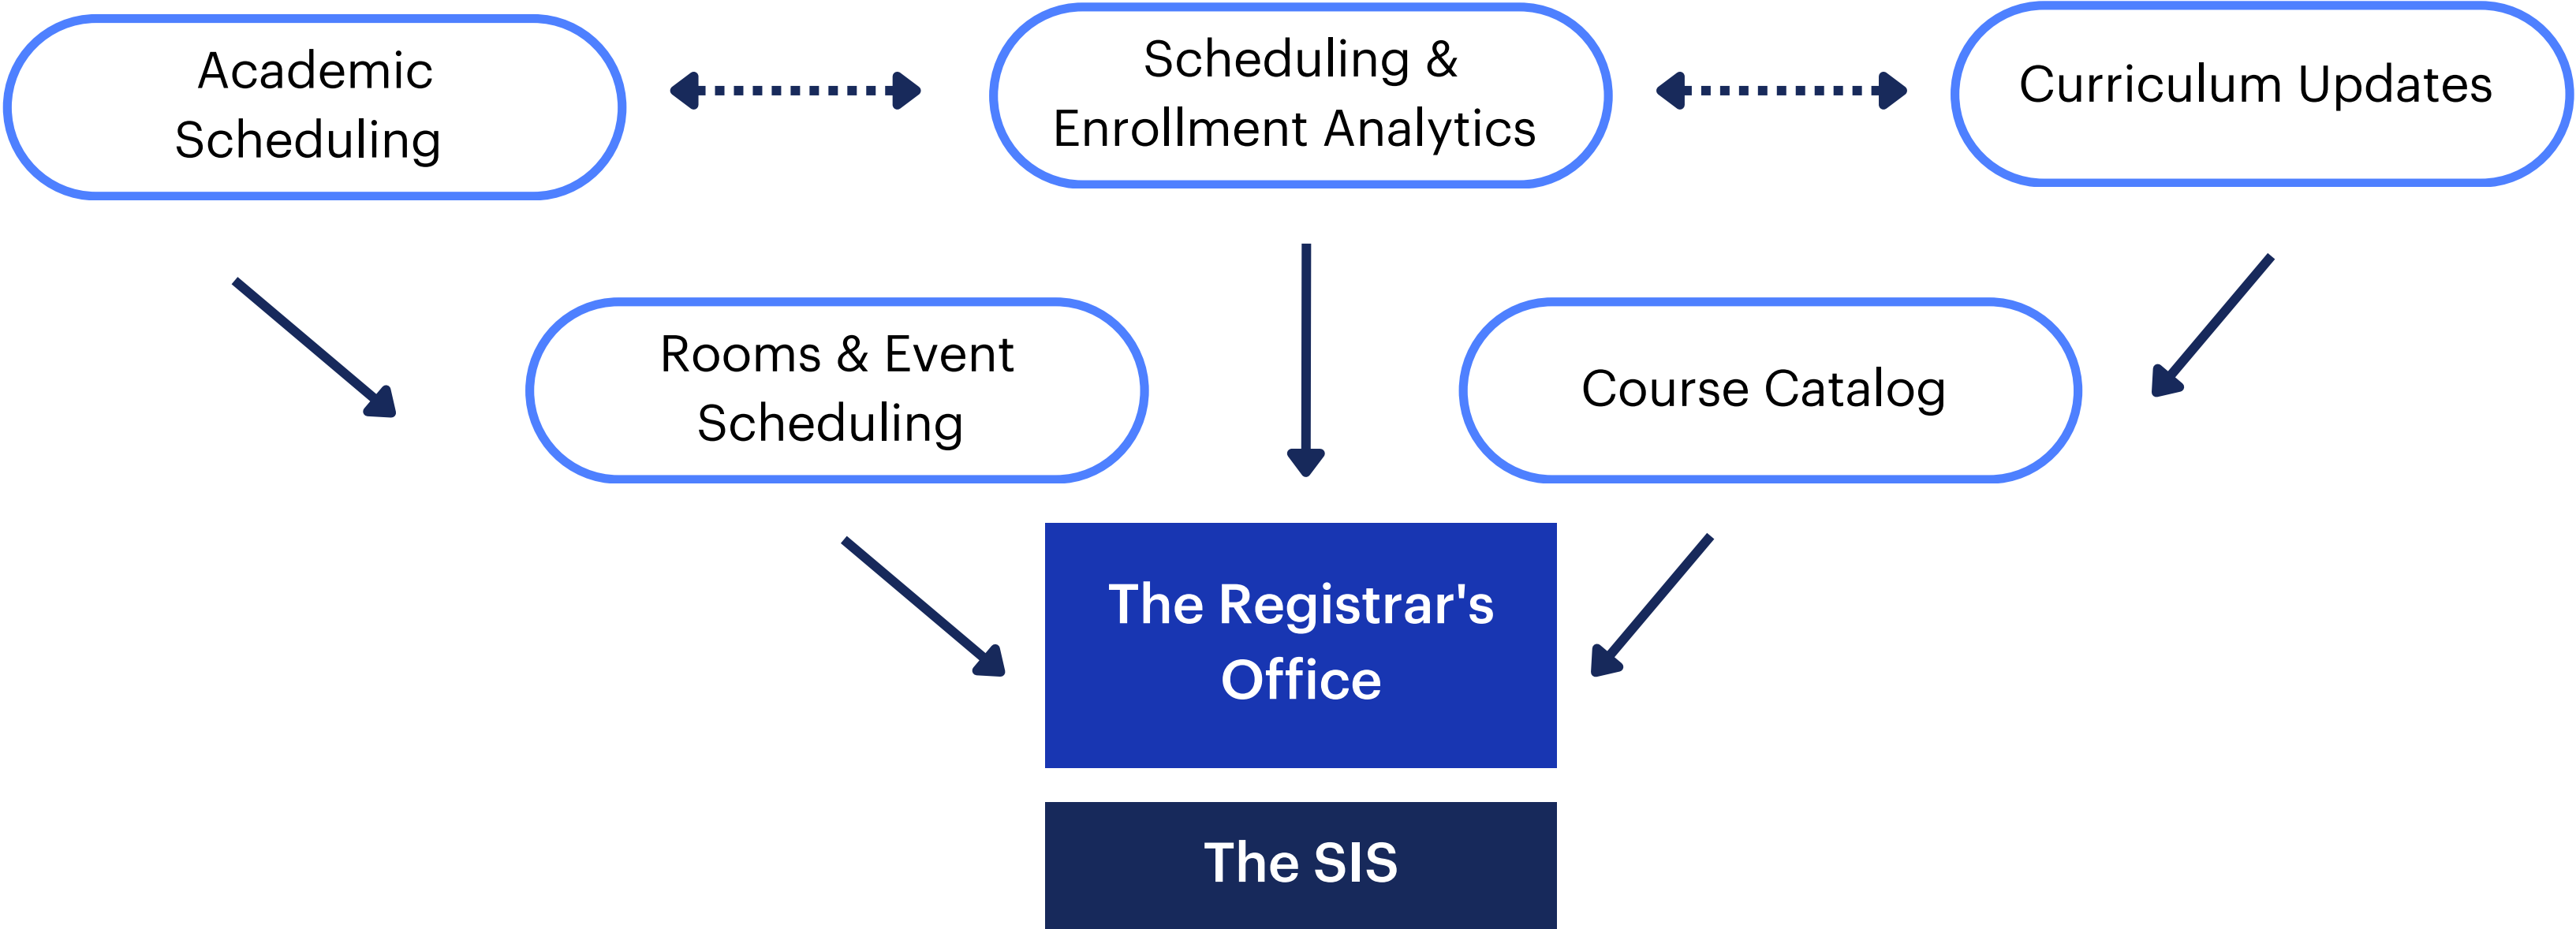 Academic
Scheduling
Scheduling &
Enrollment Analytics
Curriculum Updates
Rooms & Event
Scheduling
Course Catalog
The Registrar's
Office
The SIS